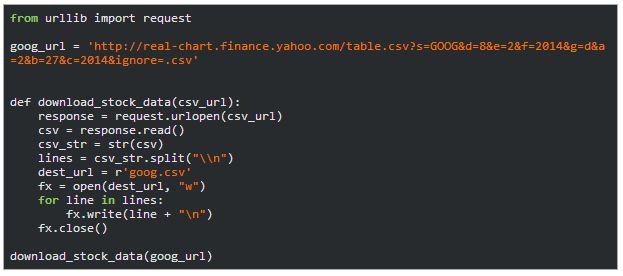 from urllib import request
goog_url = 'http://real-chart.finance.yahoo.com/table.csv?s=GOOG&d=8&e=2&f=2014&g=d&a
=2&b=27&c=2014&ignore=.csv'
def download_stock_data(csv_url):
    response = request.urlopen(csv_url)
    csv = response.read()
    csv_str = str(csv)
    lines = csv_str.split("\\n")
    dest_url = r'goog.csv'
    fx = open(dest_url, "w")
    for line in lines:
        fx.write(line + "\n")
    fx.close()
download_stock_data(goog_url)